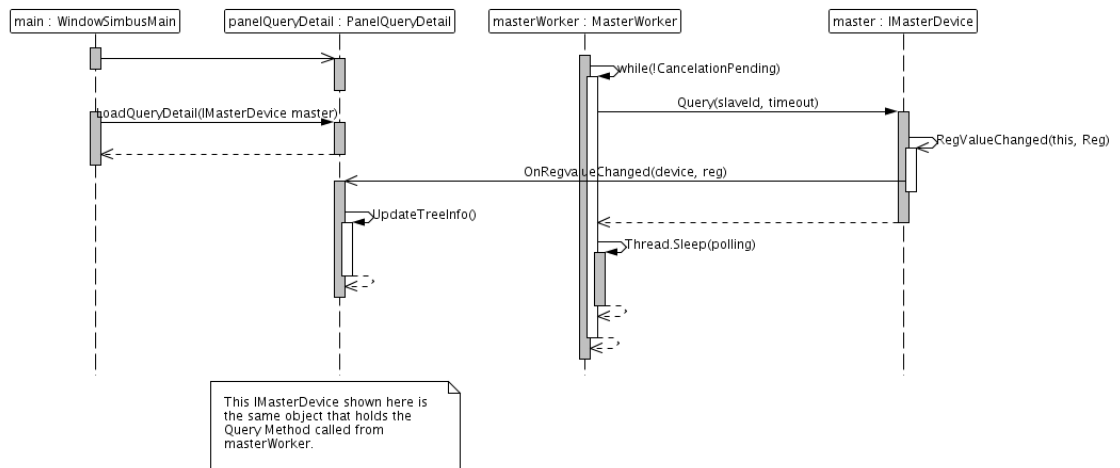 main : WindowSimbusMain
panelQueryDetail : PanelQueryDetail
masterWorker : MasterWorker
master : IMasterDevice
while(!CancelationPending)
LoadQueryDetail(IMasterDevice master)
Query(slaveId, timeout)
RegValueChanged(this, Reg)
OnRegvalueChanged(device, reg)
UpdateTreeInfo()
Thread.Sleep(polling)
This IMasterDevice shown here is
the same object that holds the
Query Method called from
masterWorker.